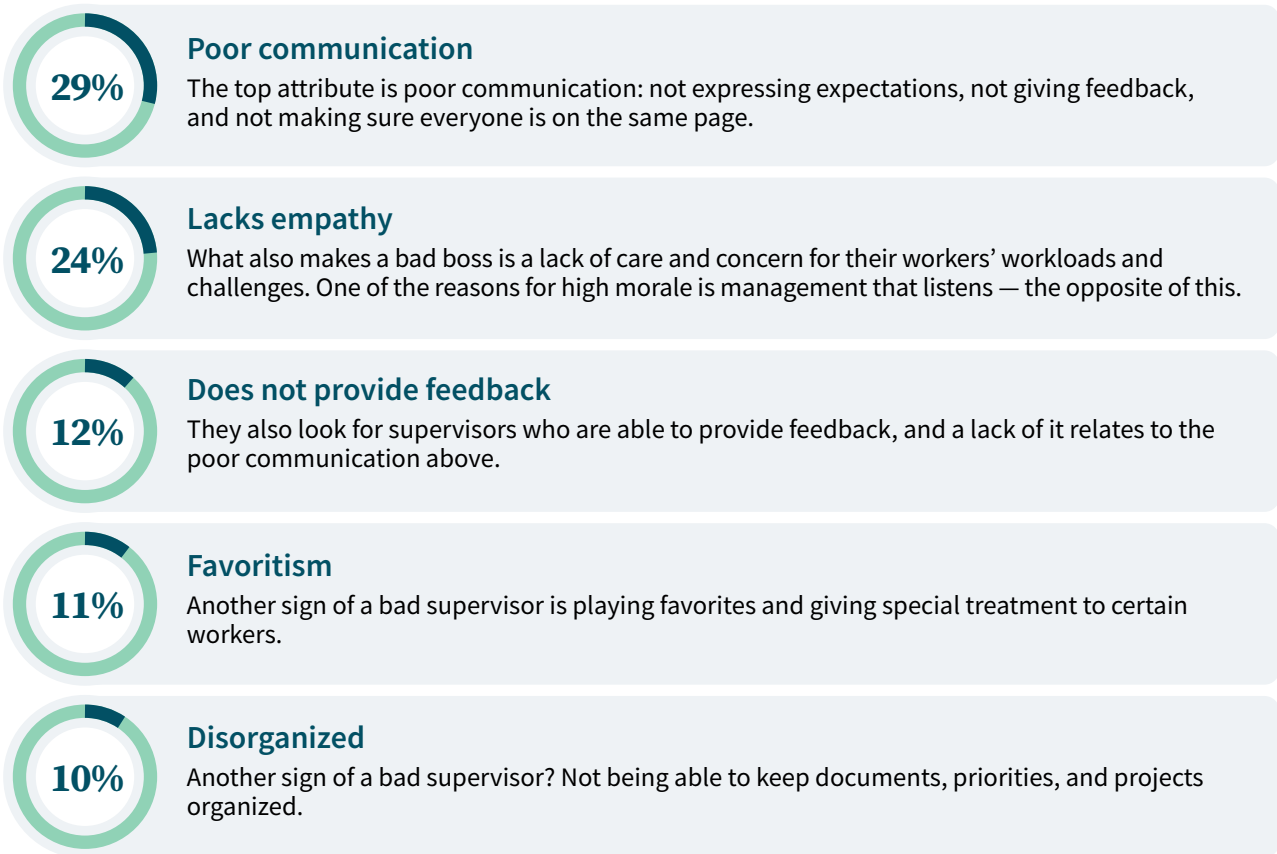 29%
Poor communication
The top attribute is poor communication: not expressing expectations, not giving feedback,
and not making sure everyone is on the same page.
24%
Lacks empathy
What also makes a bad boss is a lack of care and concern for their workers’ workloads and
challenges. One of the reasons for high morale is management that listens — the opposite of this.
12%
Does not provide feedback
They also look for supervisors who are able to provide feedback, and a lack of it relates to the
poor communication above.
11%
Favoritism
Another sign of a bad supervisor is playing favorites and giving special treatment to certain
workers.
10%
Disorganized
Another sign of a bad supervisor? Not being able to keep documents, priorities, and projects
organized.